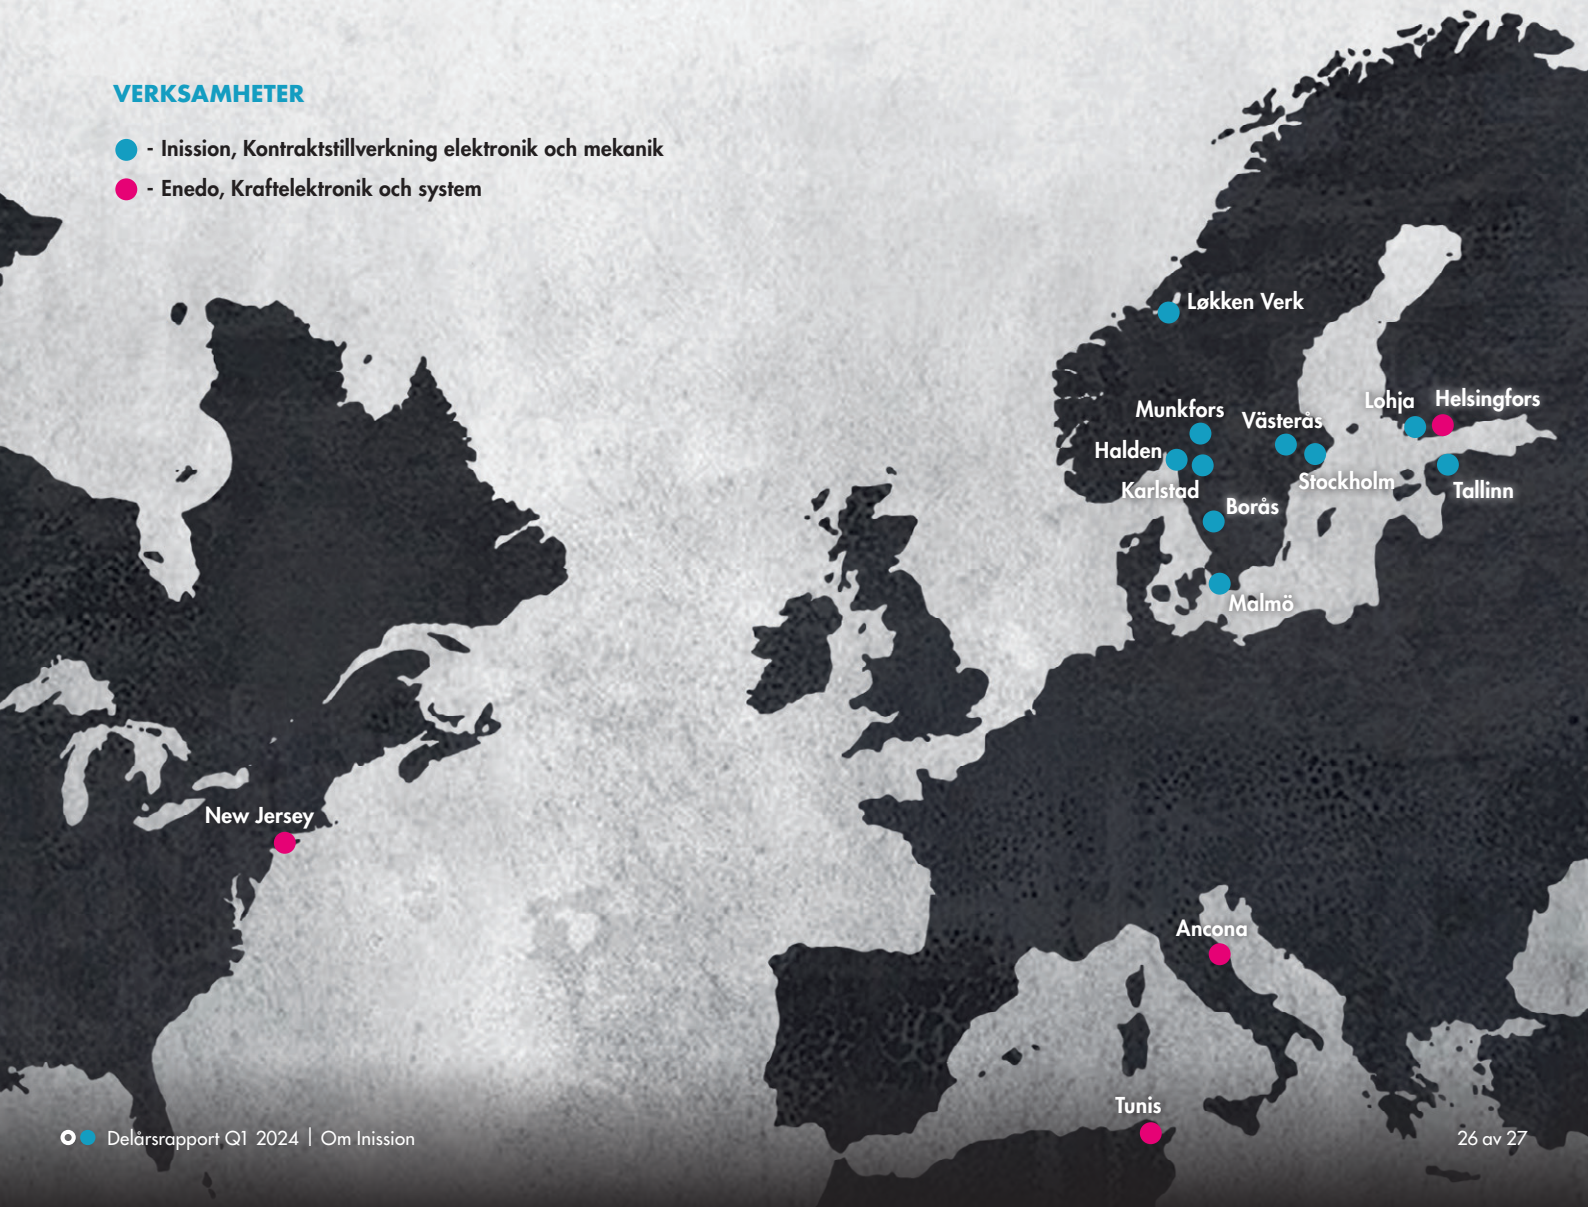 VERKSAMHETER
- Inission, Kontraktstillverkning elektronik och mekanik
- Enedo, Kraftelektronik och system
Løkken Verk
Lohja
Helsingfors
Munkfors
Västerås
Halden
Stockholm
Karlstad
Tallinn
Borås
Malmö
New Jersey
Ancona
Tunis
Delårsrapport Q1 2024 | Om Inission
26 av 27